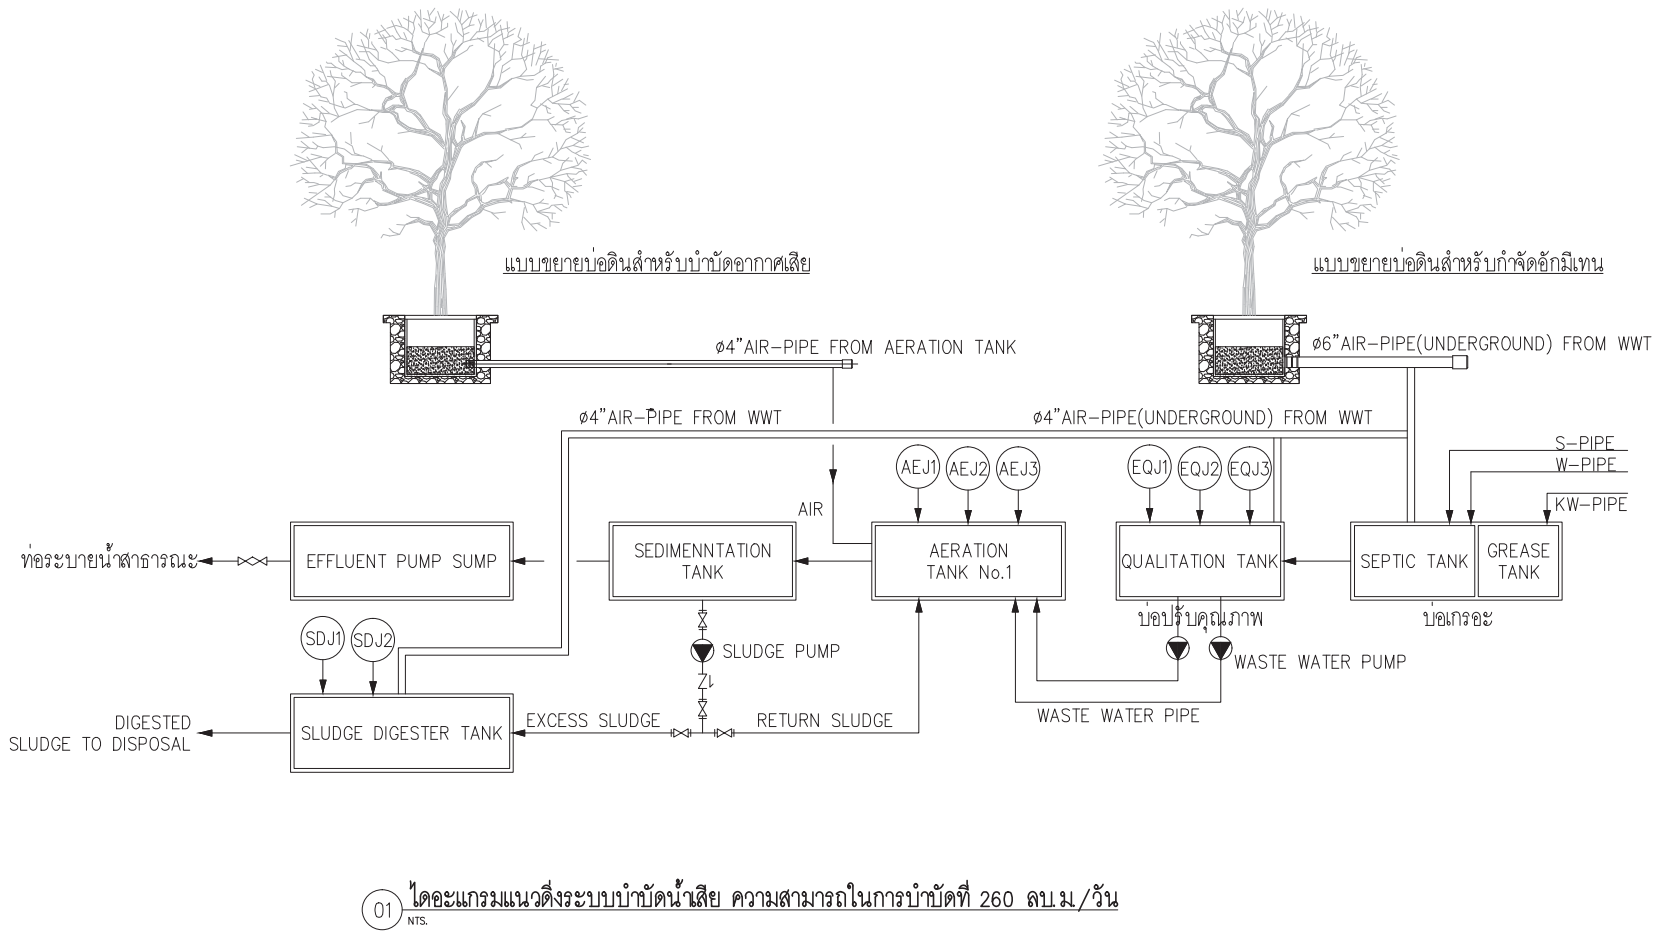 แบบขยายบ่อดินสำหรับบำบัดอากาศเสีย
แบบขยายบ่อดินสำหรับกำจัดอักมีเทน
ø4"AIR-PIPE FROM AERATION TANK
ø6"AIR-PIPE(UNDERGROUND) FROM WWT
ø4"AIR-PIPE FROM WWT
ø4"AIR-PIPE(UNDERGROUND) FROM WWT
S-PIPE
W-PIPE
KW-PIPE
AEJ1
AEJ2
AEJ3
EQJ1
EQJ2
EQJ3
AIR
ท่อระบายน้ำสาธารณะ
EFFLUENT PUMP SUMP
SEDIMENNTATION
TANK
AERATION
TANK No.1
QUALITATION TANK
SEPTIC TANK
GREASE
TANK
บ่อปรับคุณภาพ
บ่อเกรอะ
SDJ1
SDJ2
SLUDGE PUMP
WASTE WATER PUMP
WASTE WATER PIPE
EXCESS SLUDGE
RETURN SLUDGE
DIGESTED
SLUDGE TO DISPOSAL
SLUDGE DIGESTER TANK
01
ไดอะแกรมแนวดิ่งระบบบำบัดน้ำเสีย ความสามารถในการบำบัดที่ 260 ลบ.ม./วัน
NTS.